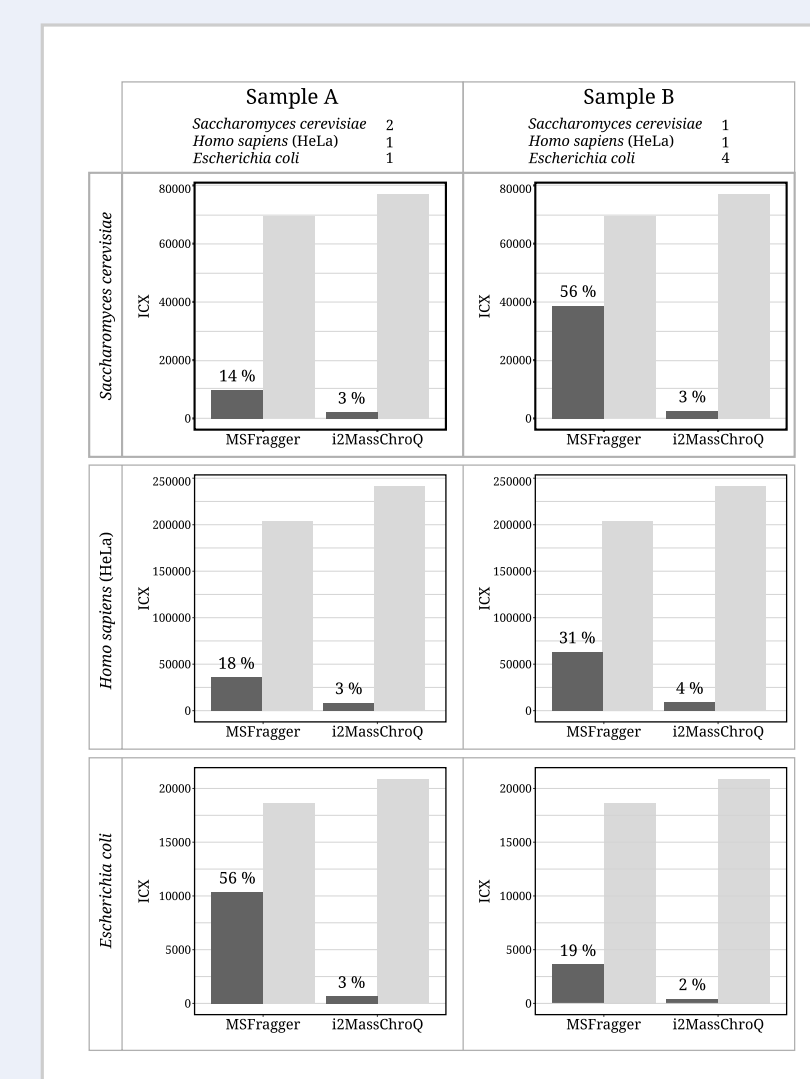 Sample A
Saccharomyces cerevisiae 2
Homo sapiens (HeLa) 1
Escherichia coli 1
Sample B
Saccharomyces cerevisiae 1
Homo sapiens (HeLa) 1
Escherichia coli 4
Saccharomyces cerevisiae
80000
60000
40000
20000
0
ICX
14 %
3 %
MSFragger i2MassChroQ
80000
60000
40000
20000
0
ICX
56 %
3 %
MSFragger i2MassChroQ
Homo sapiens (HeLa)
250000
200000
150000
100000
50000
0
ICX
18 %
3 %
MSFragger i2MassChroQ
250000
200000
150000
100000
50000
0
ICX
31 %
4 %
MSFragger i2MassChroQ
Escherichia coli
20000
15000
10000
5000
0
ICX
56 %
3 %
MSFragger i2MassChroQ
20000
15000
10000
5000
0
ICX
19 %
2 %
MSFragger i2MassChroQ